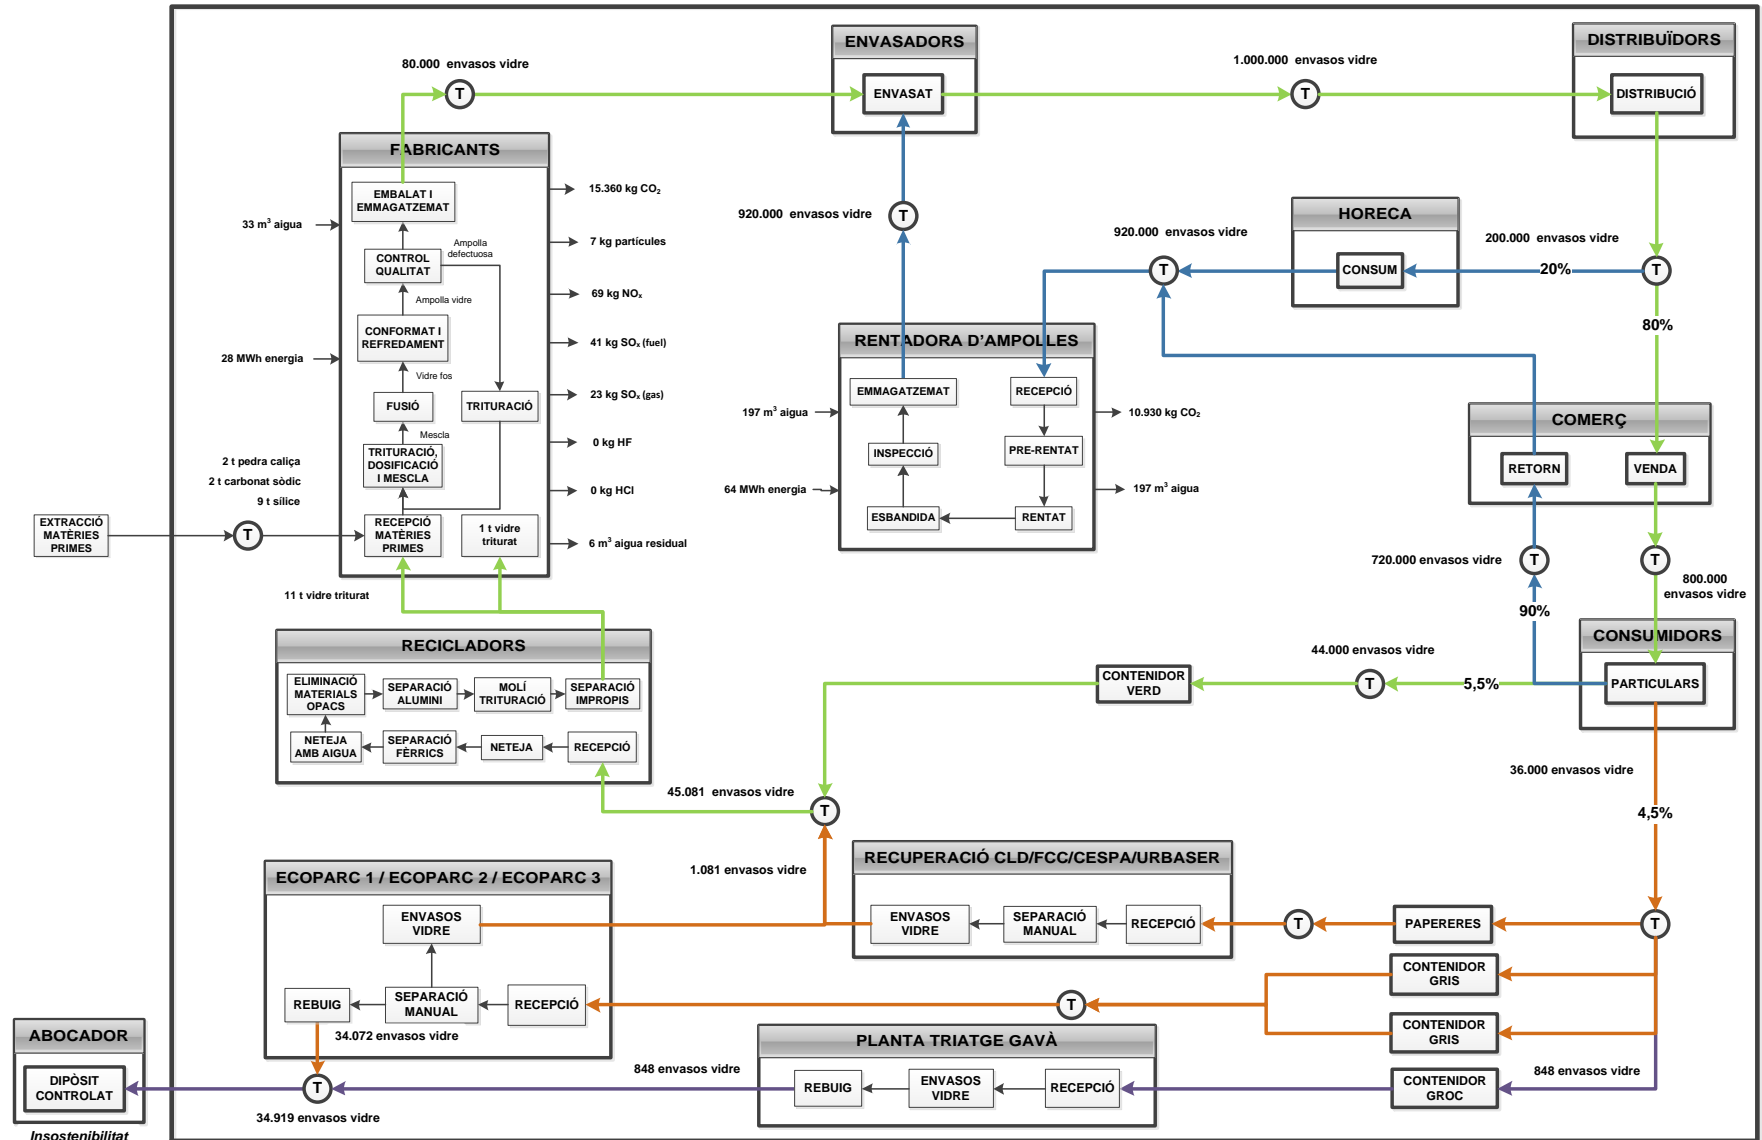 ENVASADORS
DISTRIBUÏDORS
80.000 envasos vidre
1.000.000 envasos vidre
T
ENVASAT
T
DISTRIBUCIÓ
FABRICANTS
EMBALAT I
EMMAGATZEMAT
15.360 kg CO₂
33 m³ aigua
920.000 envasos vidre
T
HORECA
920.000 envasos vidre
200.000 envasos vidre
7 kg partícules
Ampolla
defectuosa
CONTROL
QUALITAT
T
CONSUM
20%
T
69 kg NOₓ
Ampolla vidre
80%
CONFORMAT I
REFREDAMENT
41 kg SOₓ (fuel)
RENTADORA D'AMPOLLES
28 MWh energia
Vidre fos
FUSIÓ
TRITURACIÓ
23 kg SOₓ (gas)
EMMAGATZEMAT
RECEPCIÓ
197 m³ aigua
10.930 kg CO₂
COMERÇ
Mescla
0 kg HF
TRITURACIÓ,
DOSIFICACIÓ
I MESCLA
INSPECCIÓ
PRE-RENTAT
RETORN
VENDA
2 t pedra caliça
2 t carbonat sòdic
9 t sílice
0 kg HCl
64 MWh energia
197 m³ aigua
ESBANDIDA
RENTAT
EXTRACCIÓ
MATÈRIES
PRIMES
T
RECEPCIÓ
MATÈRIES
PRIMES
1 t vidre
triturat
6 m³ aigua residual
720.000 envasos vidre
T
T
800.000
envasos vidre
11 t vidre triturat
90%
RECICLADORS
CONSUMIDORS
44.000 envasos vidre
ELIMINACIÓ
MATERIALS
OPACS
SEPARACIÓ
ALUMINI
MOLÍ
TRITURACIÓ
SEPARACIÓ
IMPROPIS
CONTENIDOR
VERD
T
5,5%
PARTICULARS
NETEJA
AMB AIGUA
SEPARACIÓ
FÈRRICS
NETEJA
RECEPCIÓ
36.000 envasos vidre
45.081 envasos vidre
T
4,5%
RECUPERACIÓ CLD/FCC/CESPA/URBASER
1.081 envasos vidre
ECOPARC 1 / ECOPARC 2 / ECOPARC 3
ENVASOS
VIDRE
ENVASOS
VIDRE
SEPARACIÓ
MANUAL
RECEPCIÓ
T
PAPERERES
T
CONTENIDOR
GRIS
REBUIG
SEPARACIÓ
MANUAL
RECEPCIÓ
T
34.072 envasos vidre
CONTENIDOR
GRIS
ABOCADOR
PLANTA TRIATGE GAVÀ
848 envasos vidre
848 envasos vidre
DIPÒSIT
CONTROLAT
T
REBUIG
ENVASOS
VIDRE
RECEPCIÓ
CONTENIDOR
GROC
34.919 envasos vidre
Insostenibilitat